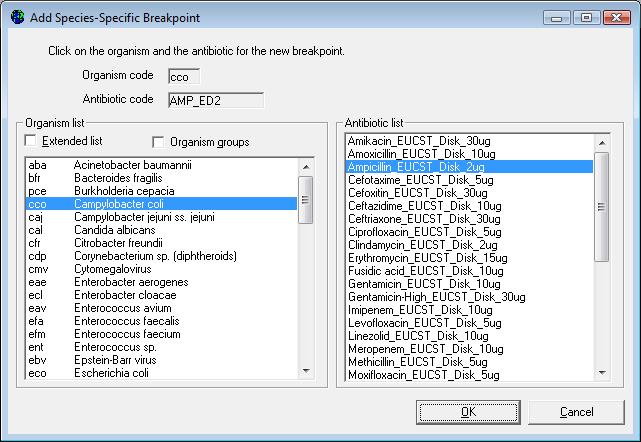 Add Species-Specific Breakpoint
Click on the organism and the antibiotic for the new breakpoint.
Organism code cco
Antibiotic code AMP_ED2
Organism list
Extended list Organism groups
aba Acinetobacter baumannii
bfr Bacteroides fragilis
pce Burkholderia cepacia
cco Campylobacter coli
caj Campylobacter jejuni ss. jejuni
cal Candida albicans
cfr Citrobacter freundii
cdp Corynebacterium sp. (diphtheroids)
cmv Cytomegalovirus
eae Enterobacter aerogenes
ecl Enterobacter cloacae
eav Enterococcus avium
efa Enterococcus faecalis
efm Enterococcus faecium
ent Enterococcus sp.
ebv Epstein-Barr virus
eco Escherichia coli
Antibiotic list
Amikacin_EUCST_Disk_30ug
Amoxicillin_EUCST_Disk_10ug
Ampicillin_EUCST_Disk_2ug
Cefotaxime_EUCST_Disk_5ug
Cefoxitin_EUCST_Disk_30ug
Ceftazidime_EUCST_Disk_10ug
Ceftriaxone_EUCST_Disk_30ug
Ciprofloxacin_EUCST_Disk_5ug
Clindamycin_EUCST_Disk_2ug
Erythromycin_EUCST_Disk_15ug
Fusidic acid_EUCST_Disk_10ug
Gentamicin_EUCST_Disk_10ug
Gentamicin-High_EUCST_Disk_30ug
Imipenem_EUCST_Disk_10ug
Levofloxacin_EUCST_Disk_5ug
Linezolid_EUCST_Disk_10ug
Meropenem_EUCST_Disk_10ug
Methicillin_EUCST_Disk_5ug
Moxifloxacin_EUCST_Disk_5ug
OK Cancel